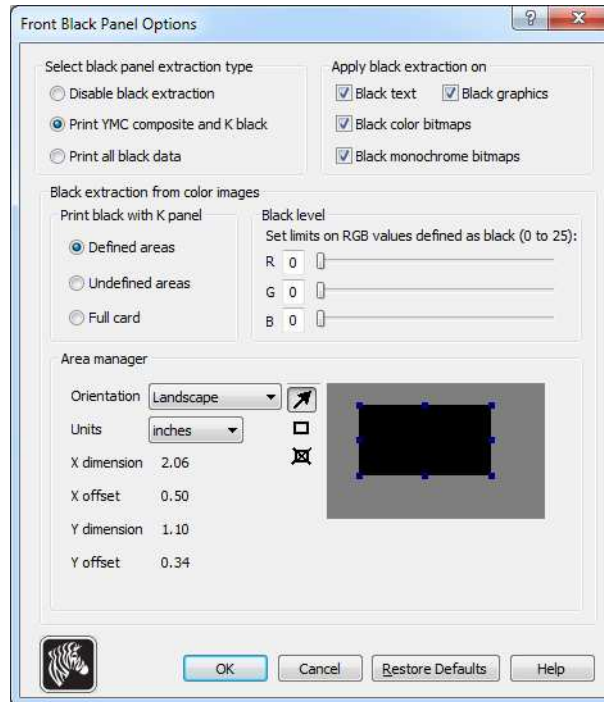 Front Black Panel Options
Select black panel extraction type
Disable black extraction
Print YMC composite and K black
Print all black data
Apply black extraction on
Black text
Black graphics
Black color bitmaps
Black monochrome bitmaps
Black extraction from color images
Print black with K panel
Defined areas
Undefined areas
Full card
Black level
Set limits on RGB values defined as black (0 to 25):
R 0
G 0
B 0
Area manager
Orientation Landscape
Units inches
X dimension 2.06
X offset 0.50
Y dimension 1.10
Y offset 0.34
OK
Cancel
Restore Defaults
Help